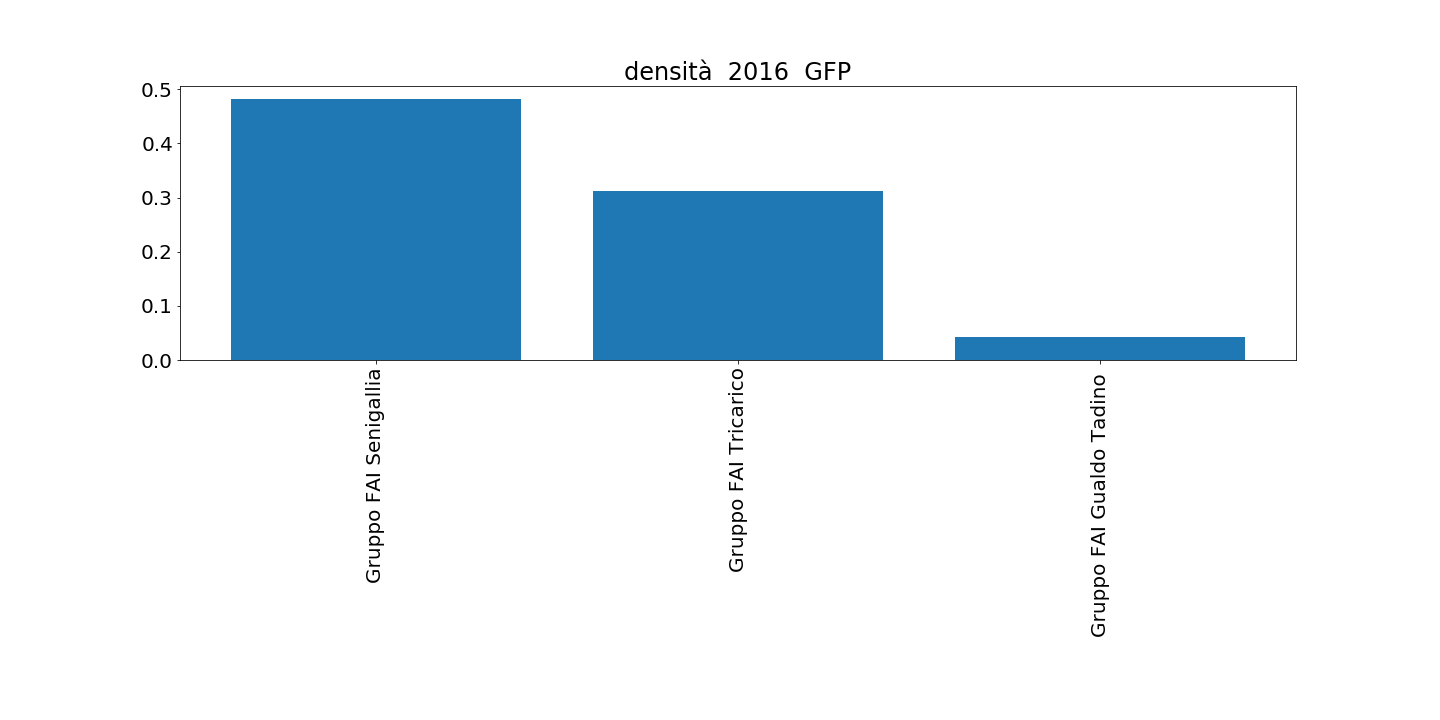 densità 2016 GFP
0.5
0.4
0.3
0.2
0.1
0.0
Gruppo FAI Senigallia
Gruppo FAI Tricarico
Gruppo FAI Gualdo Tadino